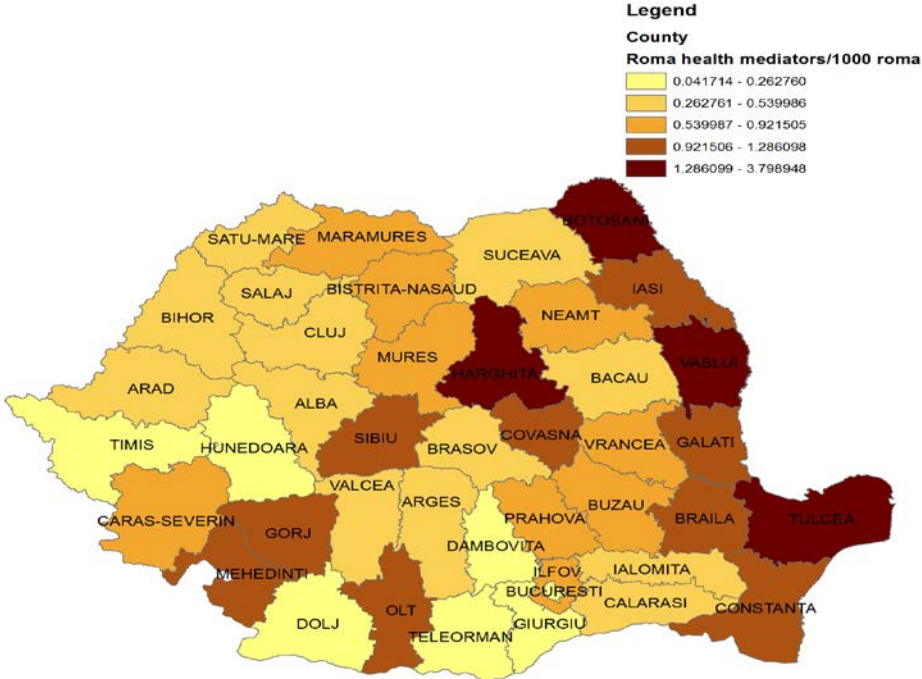 Legend
County
Roma health mediators/1000 roma
0.041714 - 0.262760
0.262761 - 0.539986
0.539987 - 0.921505
0.921506 - 1.286098
1.286099 - 3.798948
BOTOSANI
SATU-MARE
MARAMURES
SUCEAVA
IASI
SALAJ
BISTRITA-NASAUD
BIHOR
CLUJ
NEAMT
MURES
VASLUI
HARGHITA
BACAU
ARAD
ALBA
TIMIS
HUNEDOARA
SIBIU
BRASOV
COVASNA
VRANCEA
GALATI
VALCEA
ARGES
CARAS-SEVERIN
GORJ
PRAHOVA
BUZAU
BRAILA
TULCEA
DAMBOVITA
MEHEDINTI
ILFOV
IALOMITA
BUCURESTI
CALARASI
CONSTANTA
OLT
DOLJ
TELEORMAN
GIURGIU